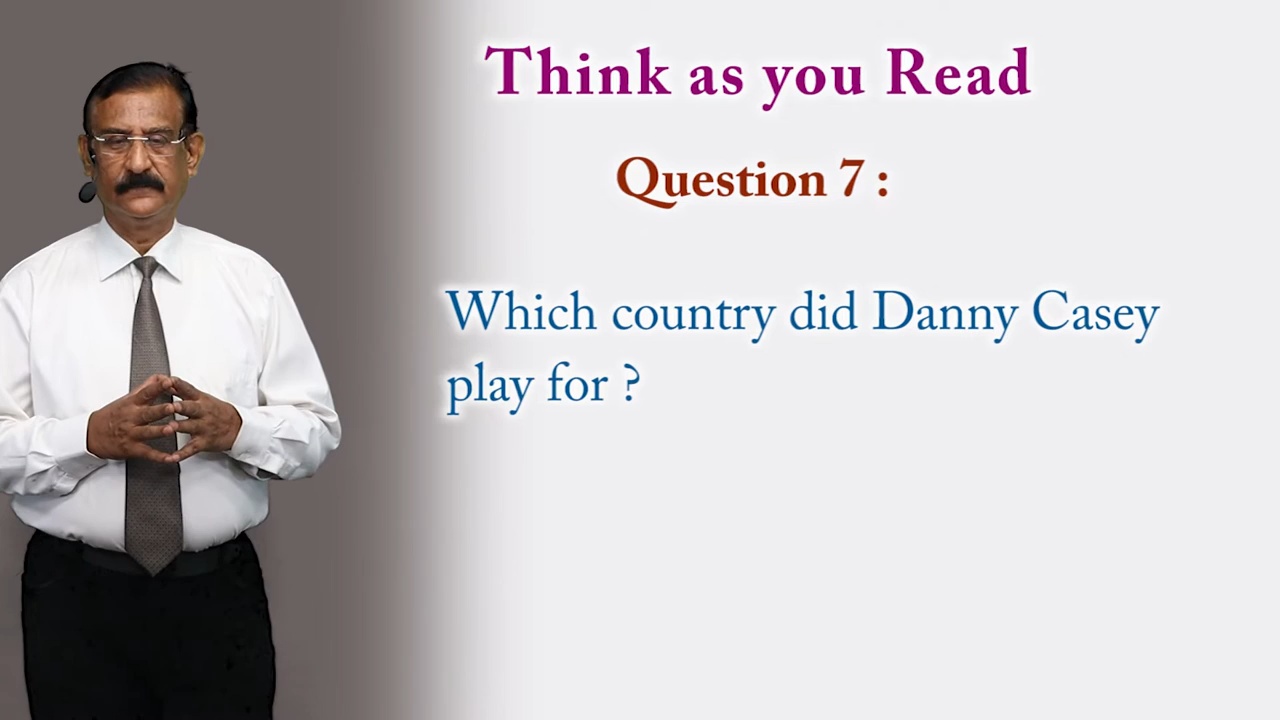 Think as you Read
Question 7 :
Which country did Danny Casey
play for ?